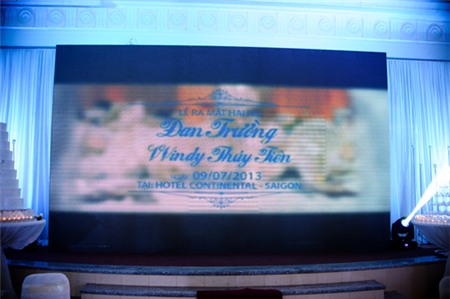 LỄ RA MẮT HAI
Đan Trường
Windy Thủy Tiên
09/07/2013
TẠI: HOTEL CONTINENTAL - SAIGON